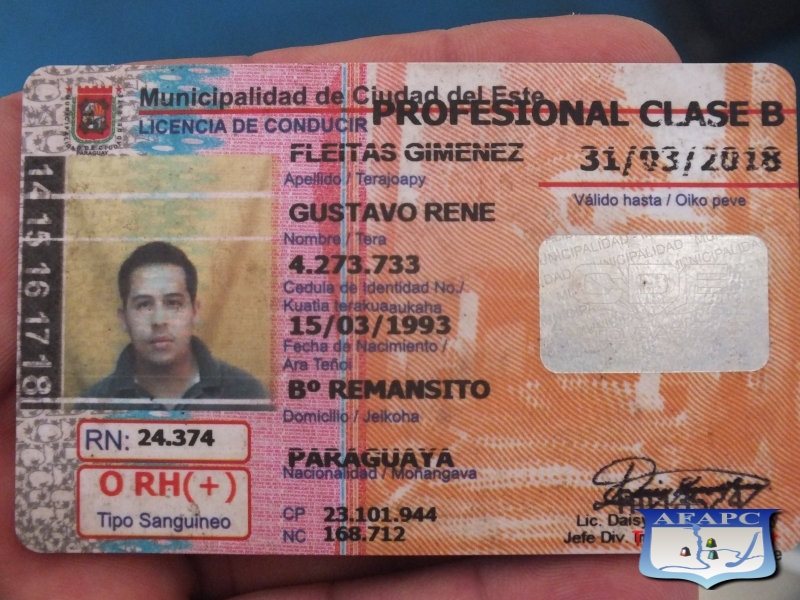 Municipalidad de Ciudad del Este
LICENCIA DE CONDUCIR
PROFESIONAL CLASE B
FLEITAS GIMENEZ
Apellido / Terajoapy
31/03/2018
Válido hasta / Oiko peve
GUSTAVO RENE
Nombre / Tera
4.273.733
Cedula de Identidad No./
Kuatia terakuaaukaha
15/03/1993
Fecha de Nacimiento /
Ara Teñoi
Bº REMANSITO
Domicilio / Jeikoha
PARAGUAYA
Nacionalidad / Moñangava
CP 23.101.944
NC 168.712
14 15 16 17 18
RN: 24.374
O RH(+)
Tipo Sanguineo
PARAGUAY
MUNICIPALIDAD
Lic. Daisy
Jefe Div.
AFAPC